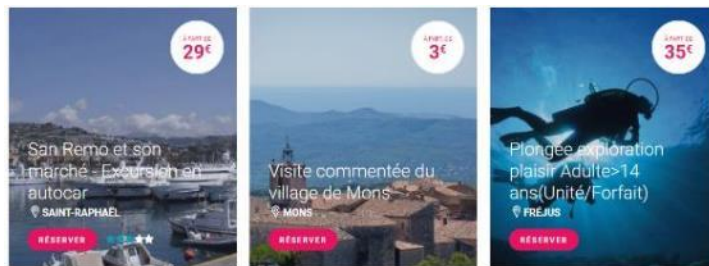 À PARTIR DE
29€
San Remo et son
marché - Excursion en
autocar
SAINT-RAPHAËL
RÉSERVER
À PARTIR DE
3€
Visite commentée du
village de Mons
MONS
RÉSERVER
À PARTIR DE
35€
Plongée exploration
plaisir Adulte>14
ans(Unité/Forfait)
FRÉJUS
RÉSERVER